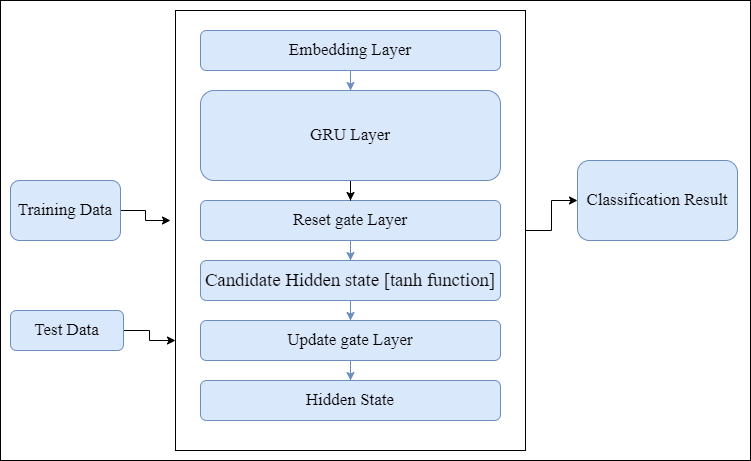 Embedding Layer
GRU Layer
Training Data
Reset gate Layer
Classification Result
Candidate Hidden state [tanh function]
Test Data
Update gate Layer
Hidden State